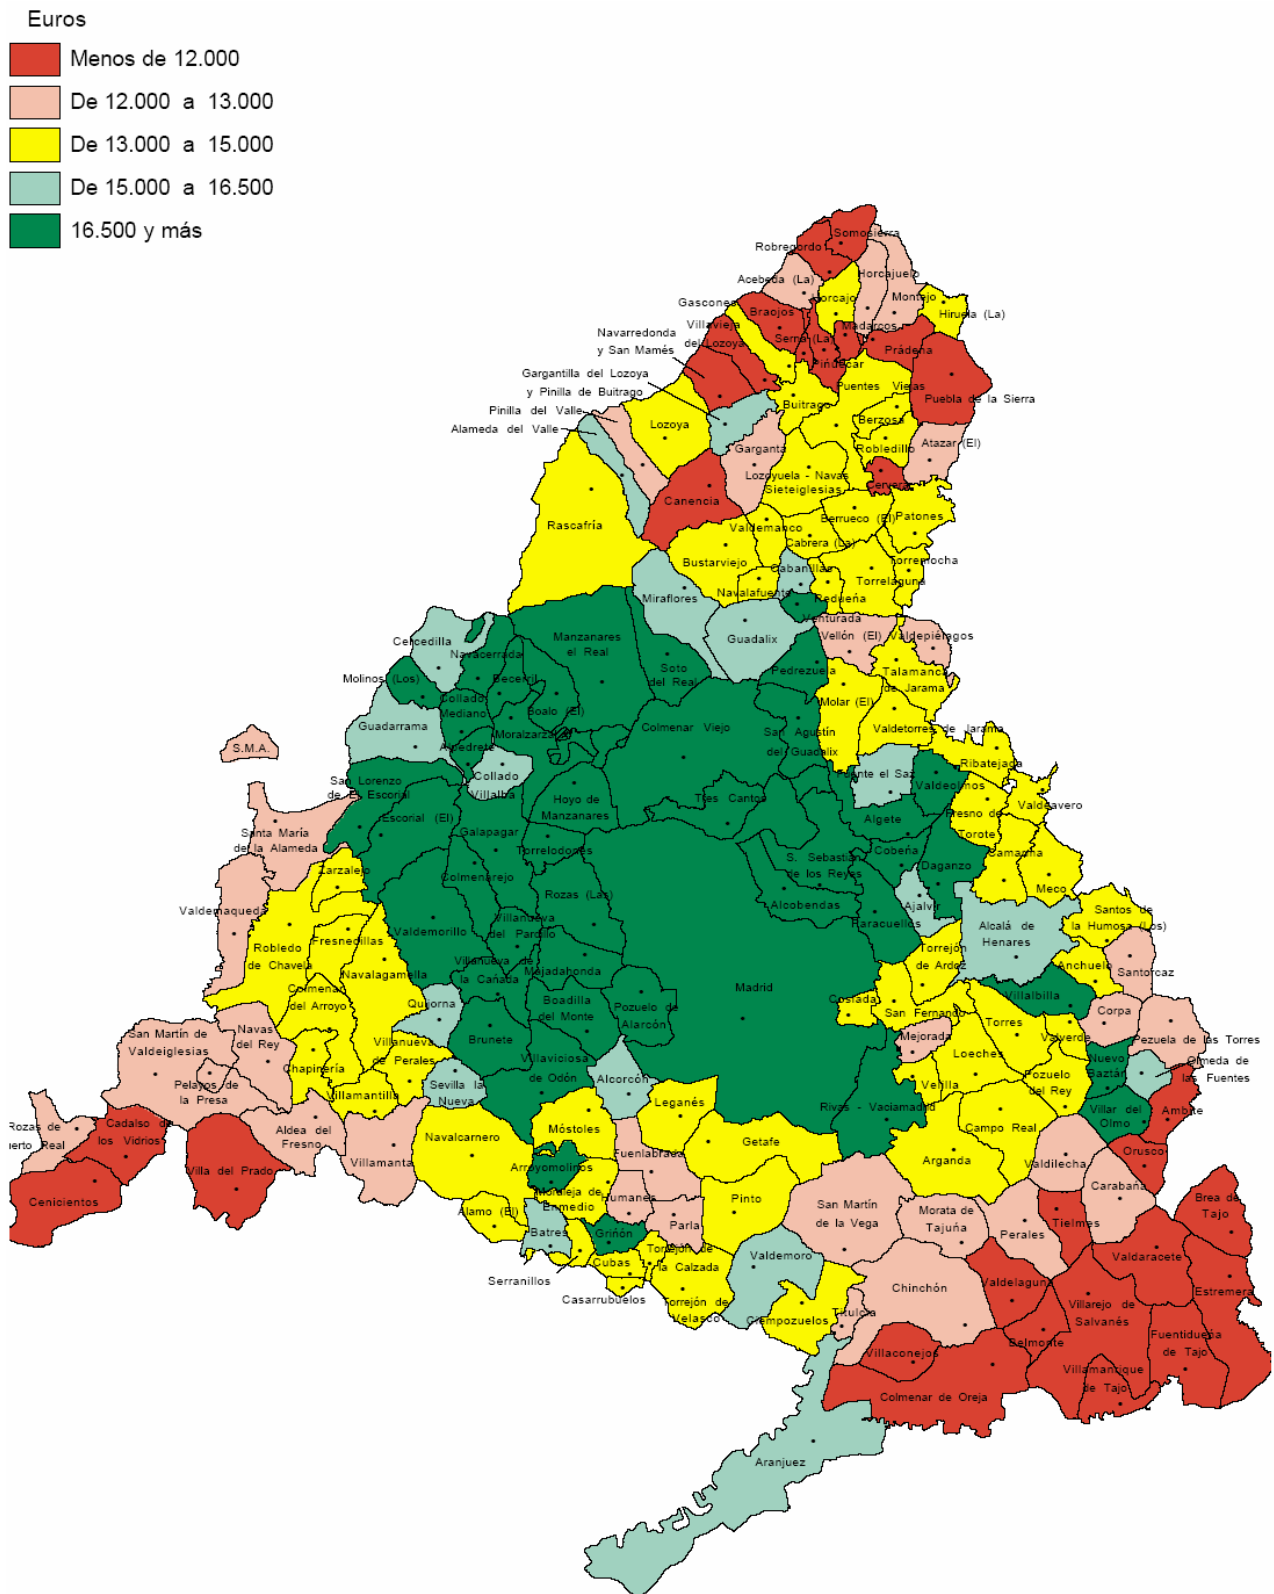 Euros
Menos de 12.000
De 12.000 a 13.000
De 13.000 a 15.000
De 15.000 a 16.500
16.500 y más
Somosierra
Robregordo
Acebeda (La)
Horcajuelo
Horcajo
Montejo
Hiruela (La)
Gascones
Braojos
Madarcos
Villavieja
del Lozoya
Serna (La)
Prádena
Navarredonda
y San Mamés
Piñuécar
Gargantilla del Lozoya
y Pinilla de Buitrago
Puentes Viejas
Puebla de la Sierra
Buitrago
Pinilla del Valle
Berzosa
Alameda del Valle
Lozoya
Garganta
Robledillo
Atazar (El)
Lozoyuela - Navas
Sieteiglesias
Cervera
Canencia
Rascafría
Valdemanco
Berrueco (El)
Patones
Cabrera (La)
Bustarviejo
Cabanillas
Torremocha
Torrelaguna
Navalafuente
Redueña
Miraflores
Venturada
Guadalix
Vellón (El)
Valdepiélagos
Cercedilla
Navacerrada
Manzanares
el Real
Soto
del Real
Pedrezuela
Talamanca
de Jarama
Molinos (Los)
Becerril
Collado
Mediano
Boalo (El)
Molar (El)
Guadarrama
Moralzarzal
Colmenar Viejo
San Agustín
del Guadalix
Valdetorres de Jarama
S.M.A.
Alpedrete
Ribatejada
San Lorenzo
de El Escorial
Collado
Villalba
Fuente el Saz
Valdeolmos
Valdeavero
Hoyo de
Manzanares
Tres Cantos
Escorial (El)
Algete
Fresno de
Torote
Santa María
de la Alameda
Galapagar
Torrelodones
Cobeña
Camarma
Zarzalejo
Colmenarejo
S. Sebastián
de los Reyes
Daganzo
Meco
Rozas (Las)
Alcobendas
Ajalvir
Valdemaqueda
Valdemorillo
Villanueva
del Pardillo
Paracuellos
Alcalá de
Henares
Santos de
la Humosa (Los)
Robledo
de Chavela
Fresnedillas
Torrejón
de Ardoz
Navalagamella
Villanueva de
la Cañada
Majadahonda
Anchuelo
Santorcaz
Colmenar
del Arroyo
Quijorna
Boadilla
del Monte
Pozuelo de
Alarcón
Madrid
Coslada
Villalbilla
San Martín de
Valdeiglesias
Navas
del Rey
San Fernando
Corpa
Brunete
Torres
Villanueva
de Perales
Mejorada
Valverde
Pezuela de las Torres
Chapinería
Villaviciosa
de Odón
Loeches
Nuevo
Baztán
Olmeda de
las Fuentes
Pelayos de
la Presa
Sevilla la
Nueva
Alcorcón
Velilla
Pozuelo
del Rey
Villamantilla
Leganés
Rivas - Vaciamadrid
Villar del
Olmo
Ambite
Rozas de
Cadalso de
los Vidrios
Aldea del
Fresno
Navalcarnero
Móstoles
Getafe
Campo Real
Orusco
Villa del Prado
Villamanta
Arroyomolinos
Fuenlabrada
Arganda
Valdilecha
Cenicientos
Moraleja de
Enmedio
Humanes
Pinto
San Martín
de la Vega
Morata de
Tajuña
Carabaña
Brea de
Tajo
Alamo (El)
Batres
Griñón
Parla
Perales
Tielmes
Valdemoro
Valdaracete
Serranillos
Cubas
Torrejón de
la Calzada
Chinchón
Valdelaguna
Estremera
Casarrubuelos
Torrejón de
Velasco
Ciempozuelos
Titulcia
Villarejo de
Salvanés
Belmonte
Fuentidueña
de Tajo
Villaconejos
Villamanrique
de Tajo
Colmenar de Oreja
Aranjuez